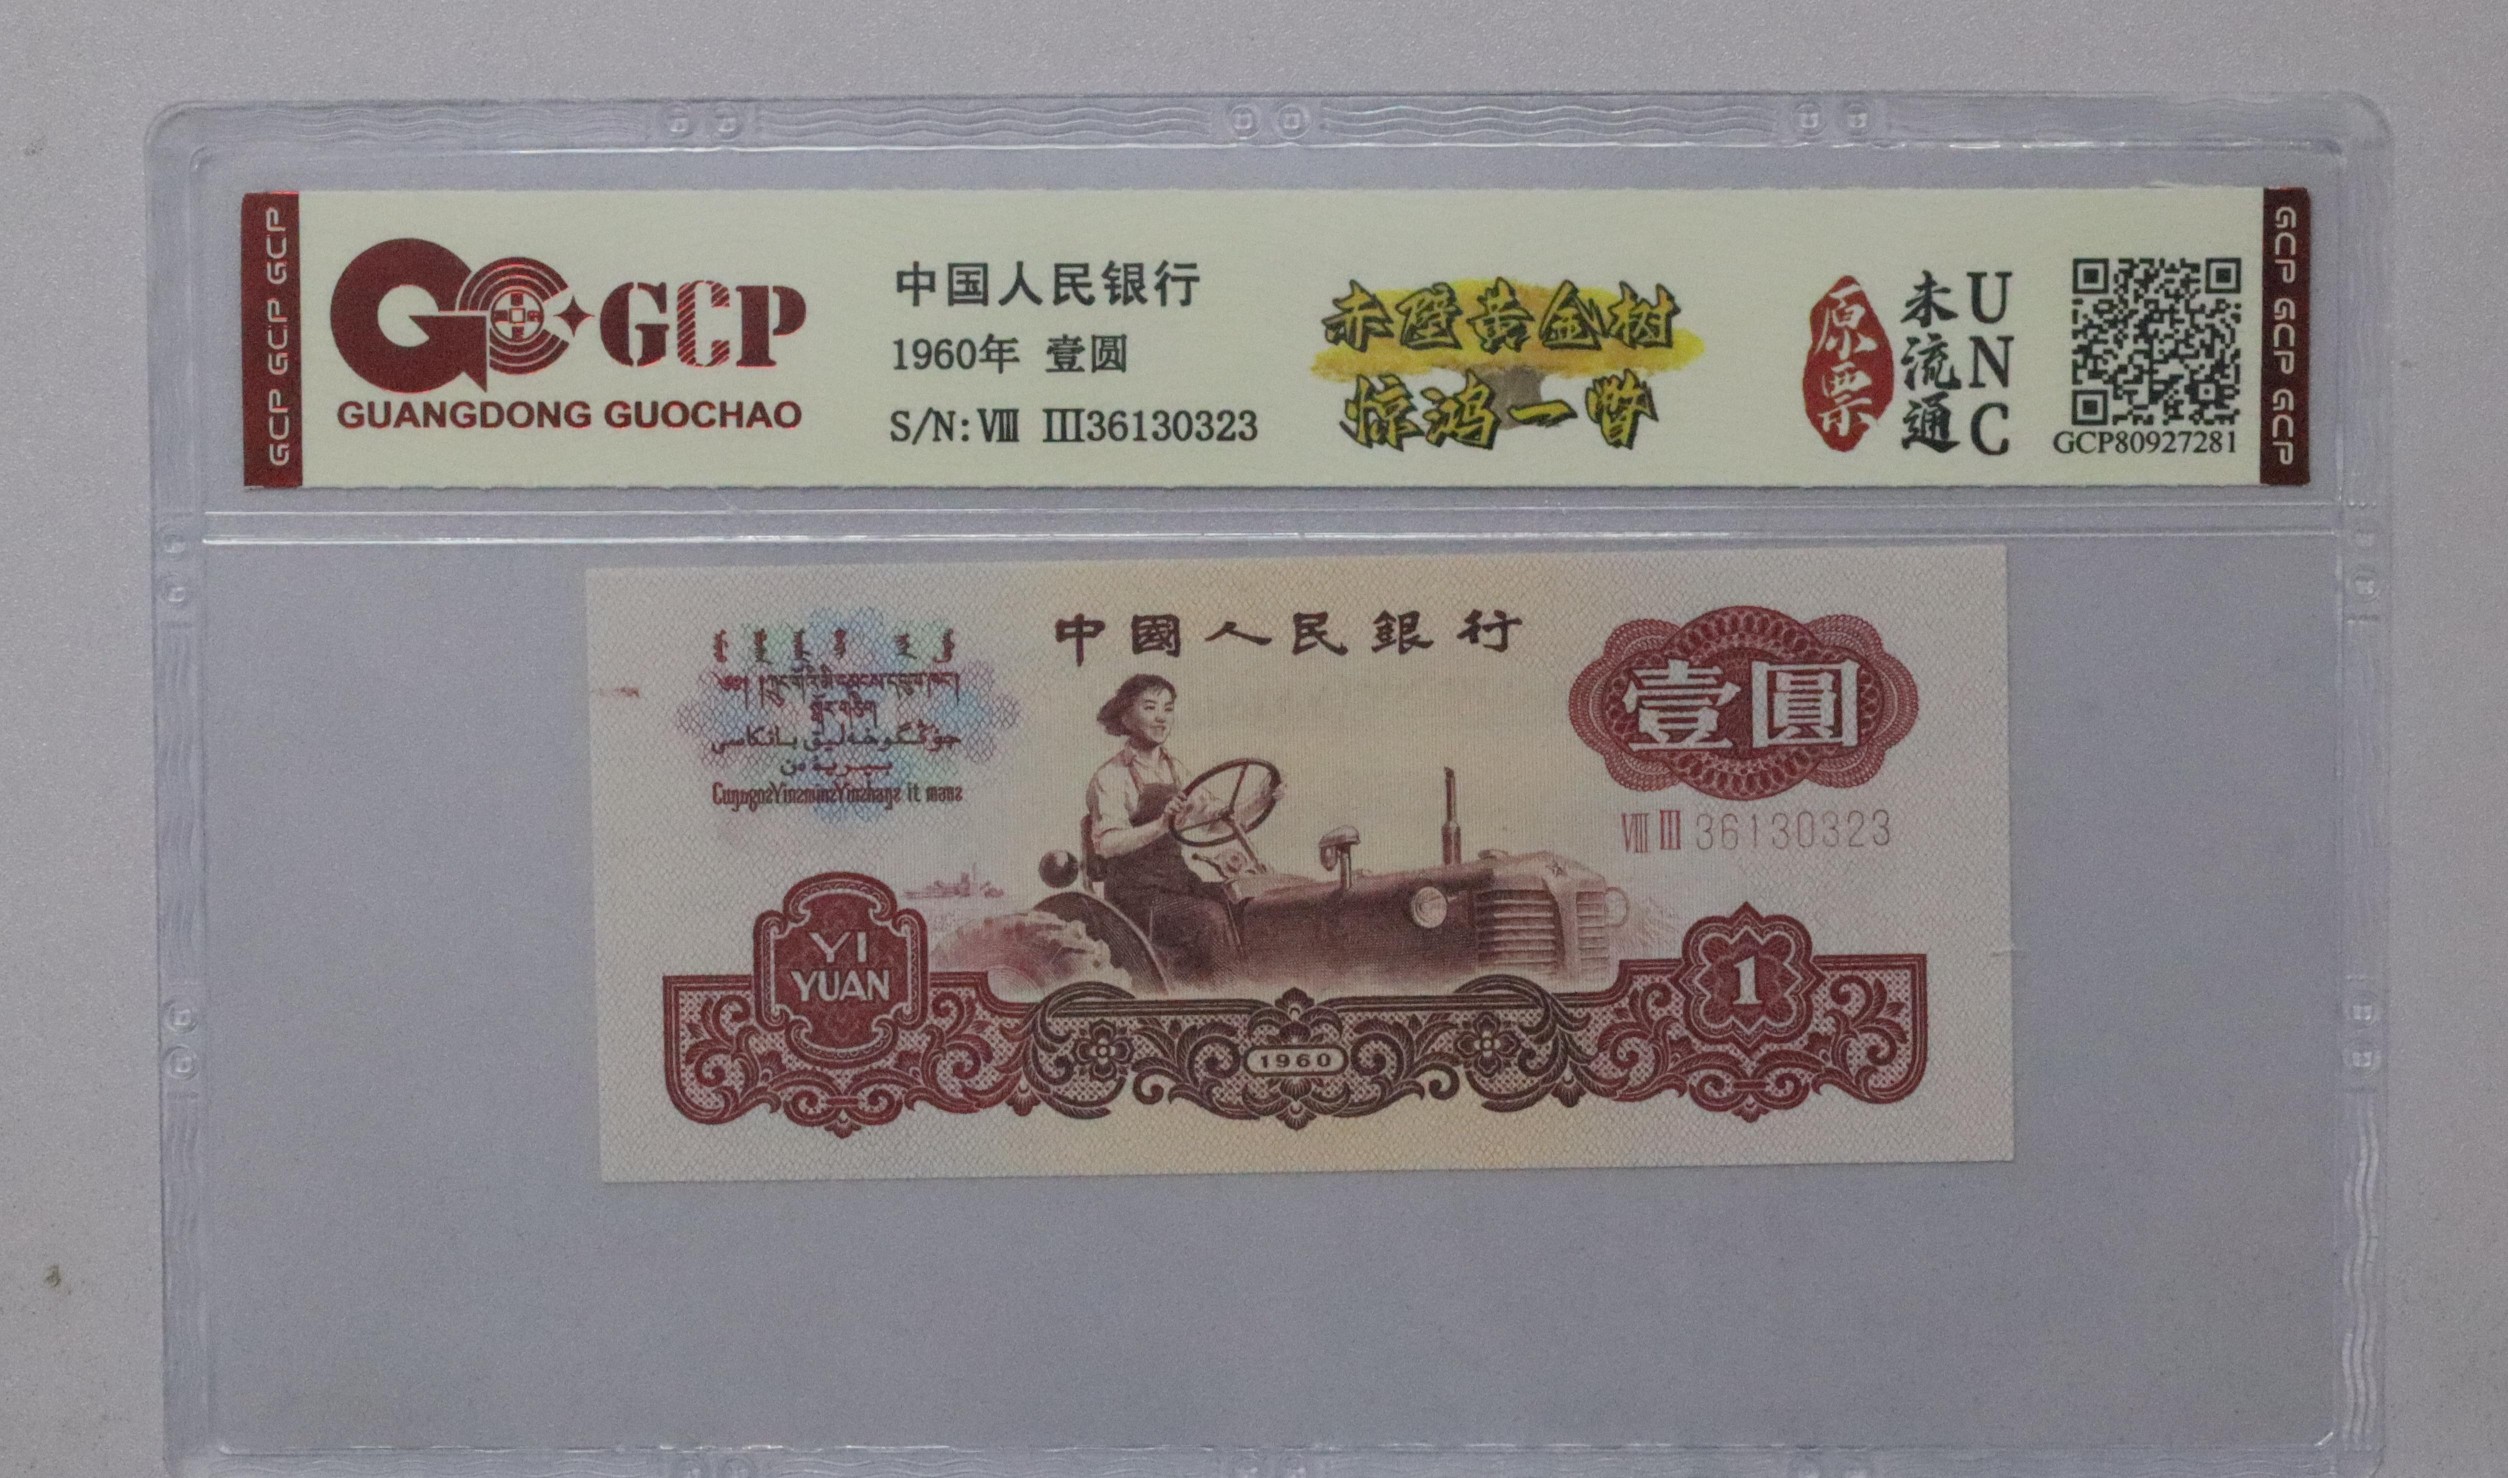 GCP GCP GCP
GCP
GUANGDONG GUOCHAO
中国人民银行
1960年 壹圆
S/N: Ⅷ Ⅲ36130323
赤壁黄金树
惊鸿一瞥
原票
未流通
UNC
GCP80927281
GCP GCP GCP
中國人民銀行
壹圓
Ⅷ Ⅲ 36130323
YI
YUAN
1960
1